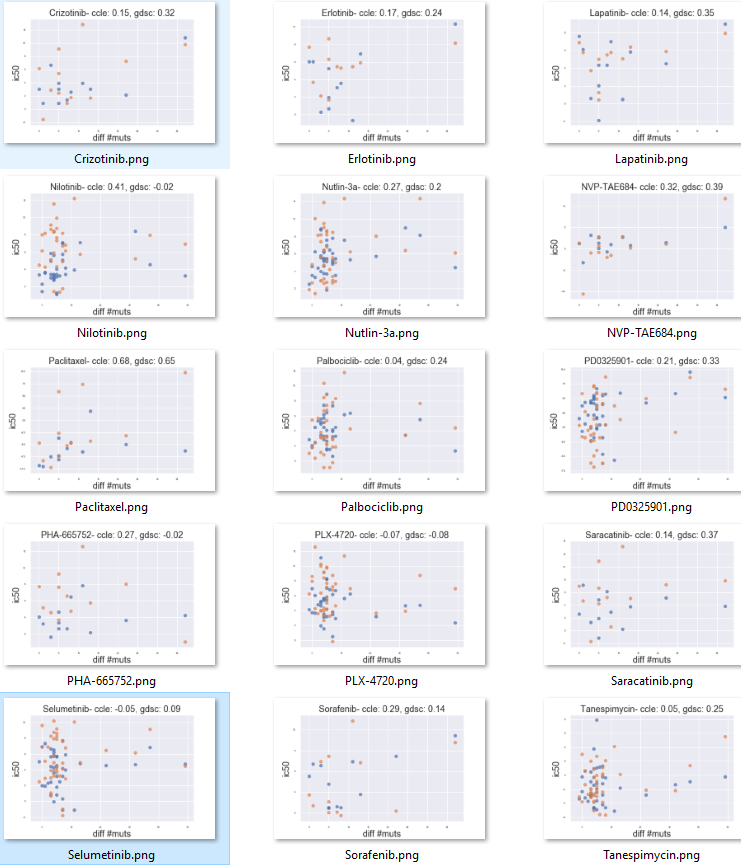 Crizotinib- ccle: 0.15, gdsc: 0.32
ic50
diff #muts
Crizotinib.png
Erlotinib- ccle: 0.17, gdsc: 0.24
ic50
diff #muts
Erlotinib.png
Lapatinib- ccle: 0.14, gdsc: 0.35
ic50
diff #muts
Lapatinib.png
Nilotinib- ccle: 0.41, gdsc: -0.02
ic50
diff #muts
Nilotinib.png
Nutlin-3a- ccle: 0.27, gdsc: 0.2
ic50
diff #muts
Nutlin-3a.png
NVP-TAE684- ccle: 0.32, gdsc: 0.39
ic50
diff #muts
NVP-TAE684.png
Paclitaxel- ccle: 0.68, gdsc: 0.65
ic50
diff #muts
Paclitaxel.png
Palbociclib- ccle: 0.04, gdsc: 0.24
ic50
diff #muts
Palbociclib.png
PD0325901- ccle: 0.21, gdsc: 0.33
ic50
diff #muts
PD0325901.png
PHA-665752- ccle: 0.27, gdsc: -0.02
ic50
diff #muts
PHA-665752.png
PLX-4720- ccle: -0.07, gdsc: -0.08
ic50
diff #muts
PLX-4720.png
Saracatinib- ccle: 0.14, gdsc: 0.37
ic50
diff #muts
Saracatinib.png
Selumetinib- ccle: -0.05, gdsc: 0.09
ic50
diff #muts
Selumetinib.png
Sorafenib- ccle: 0.29, gdsc: 0.14
ic50
diff #muts
Sorafenib.png
Tanespimycin- ccle: 0.05, gdsc: 0.25
ic50
diff #muts
Tanespimycin.png